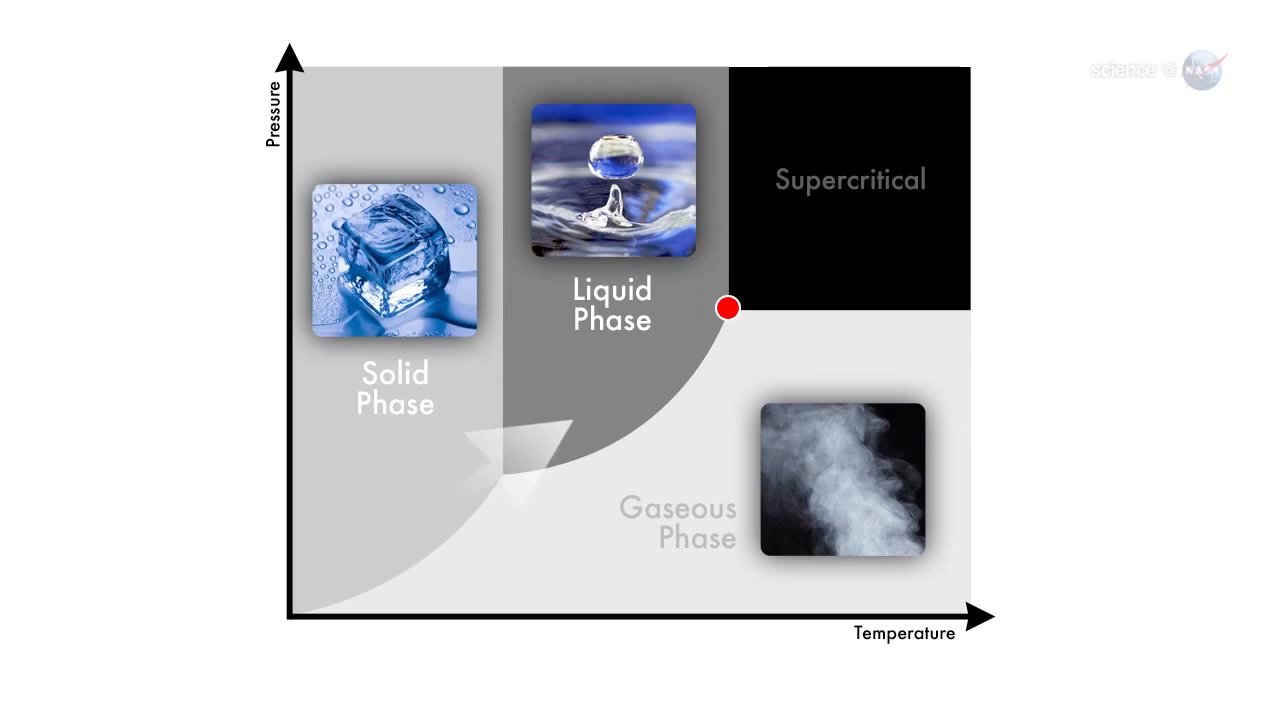 Pressure
science @ NASA
Supercritical
Liquid
Phase
Solid
Phase
Gaseous
Phase
Temperature